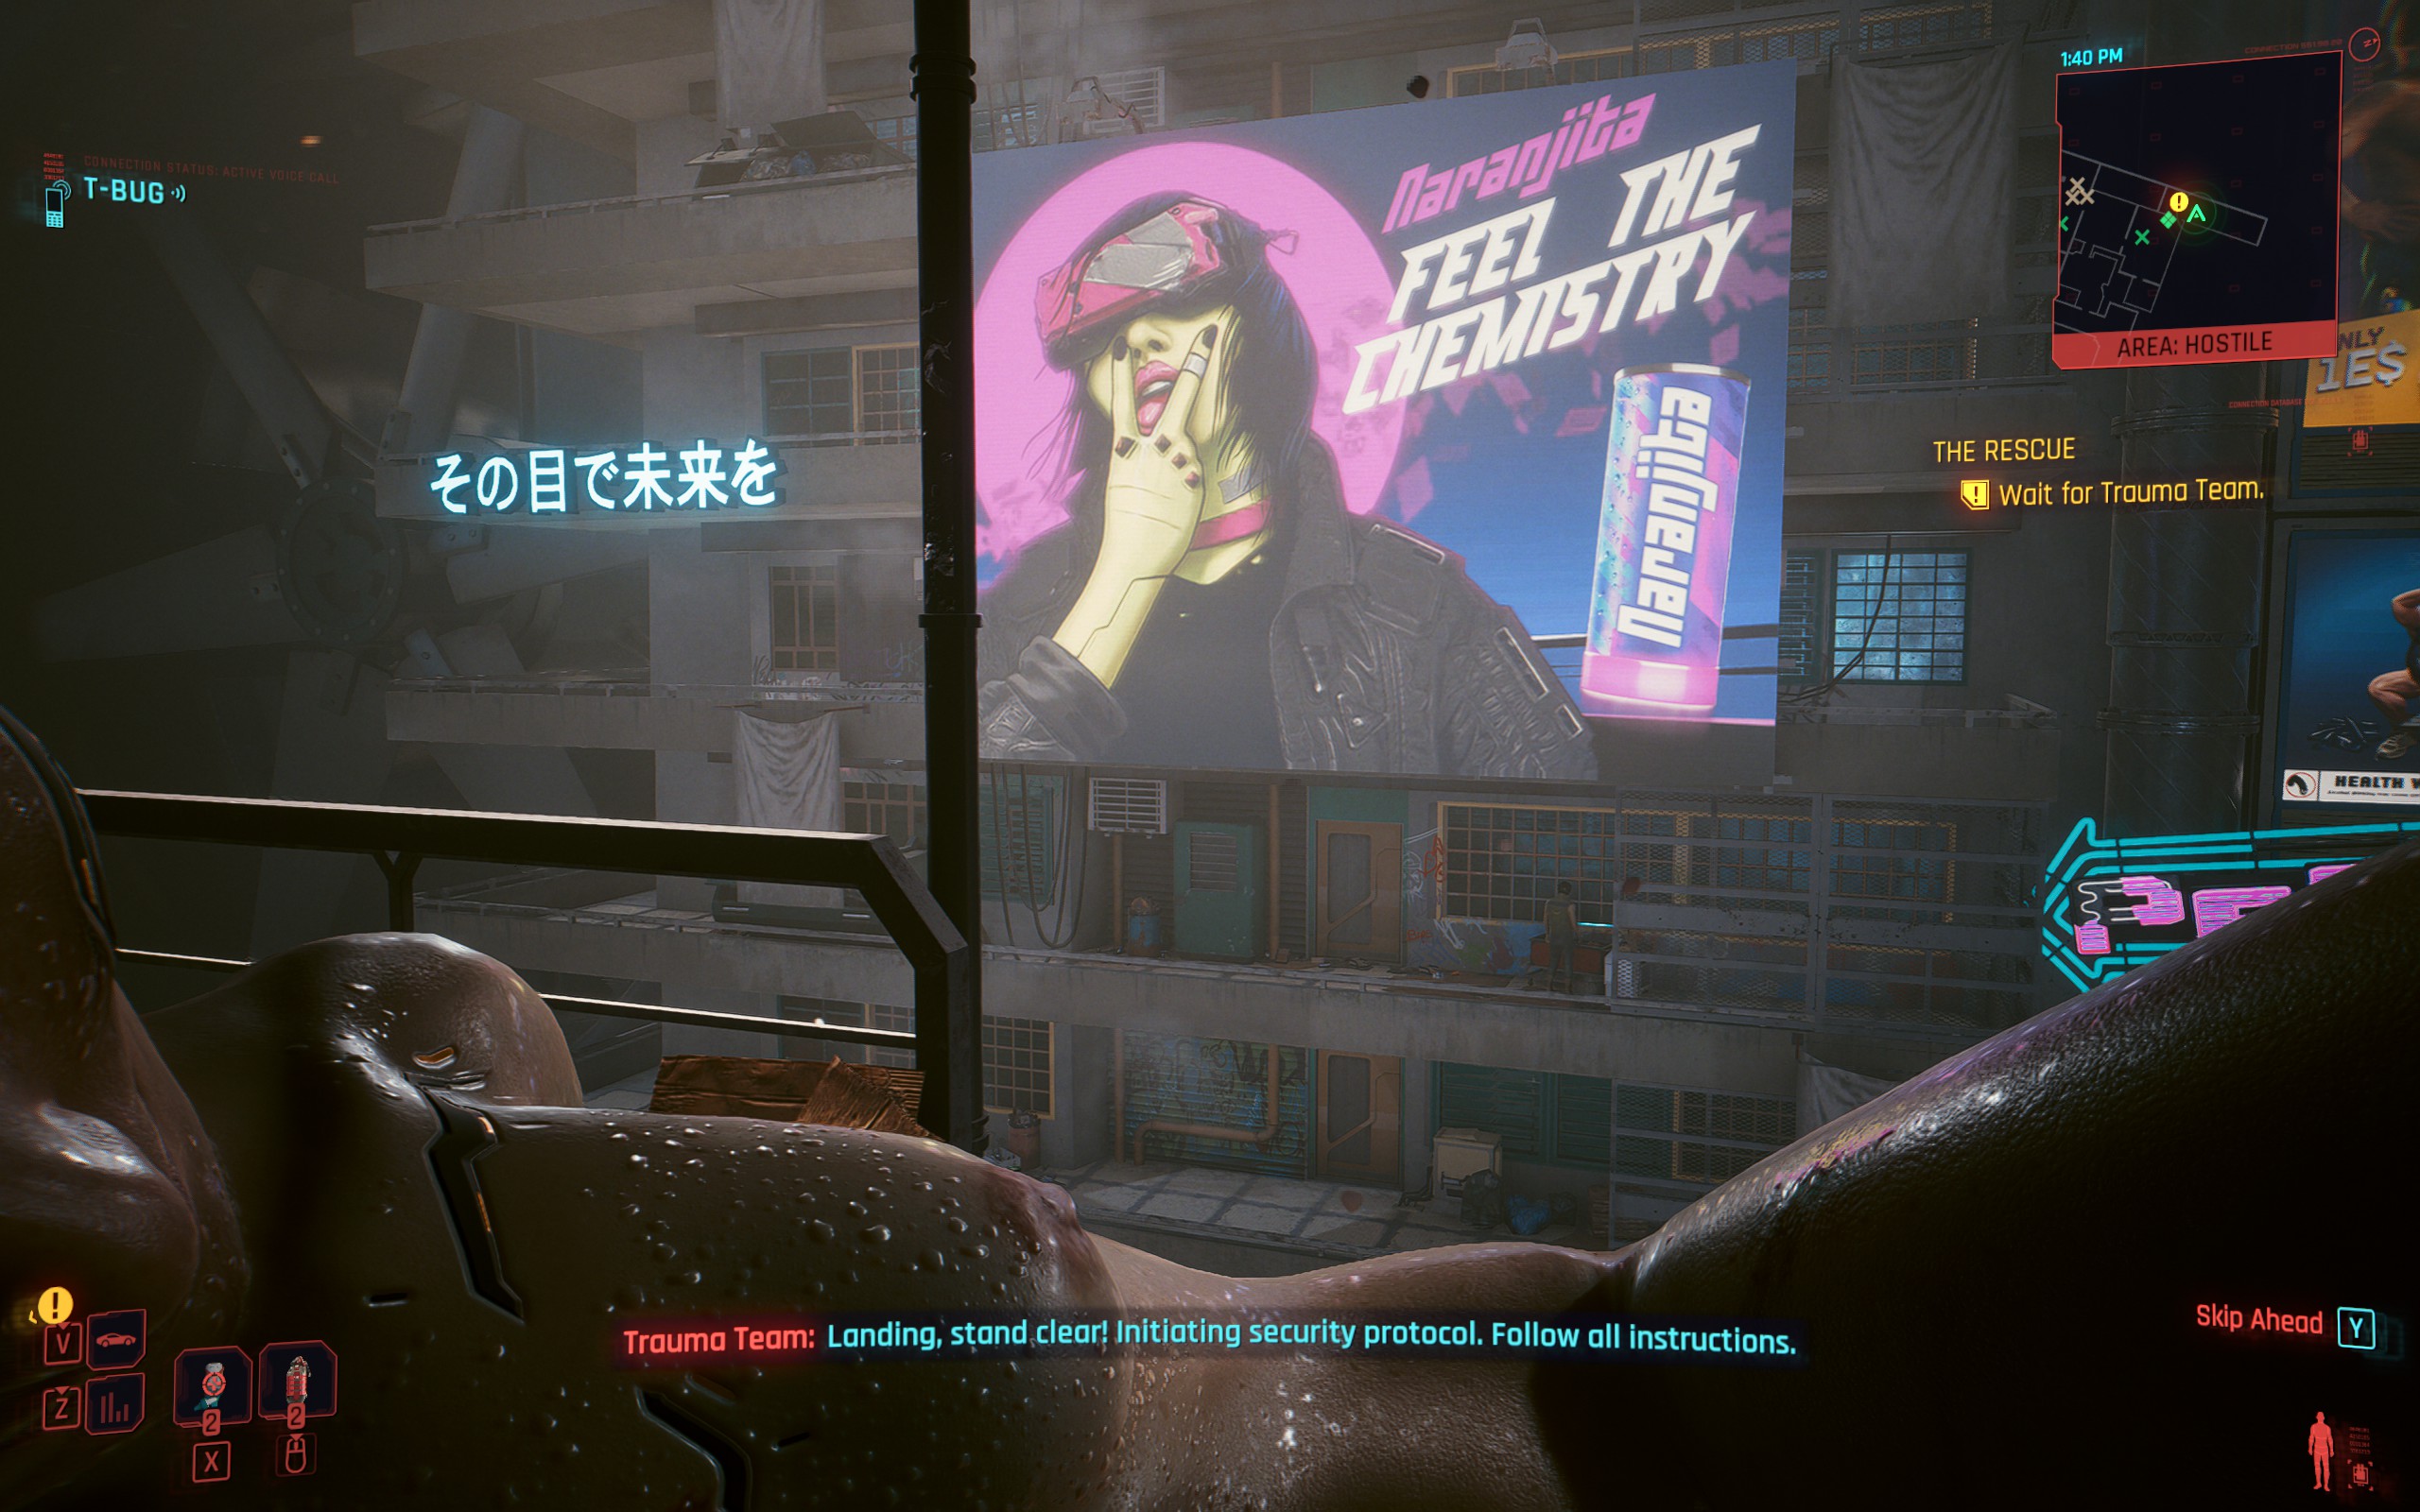 1:40 PM
CONNECTION STATUS: ACTIVE VOICE CALL
T-BUG
AREA: HOSTILE
Naranjita
FEEL THE
CHEMISTRY
Naranjita
NLY
1E$
その目で未来を
THE RESCUE
Wait for Trauma Team.
HEALTH
Trauma Team: Landing, stand clear! Initiating security protocol. Follow all instructions.
Skip Ahead Y
V
Z
2
2
X